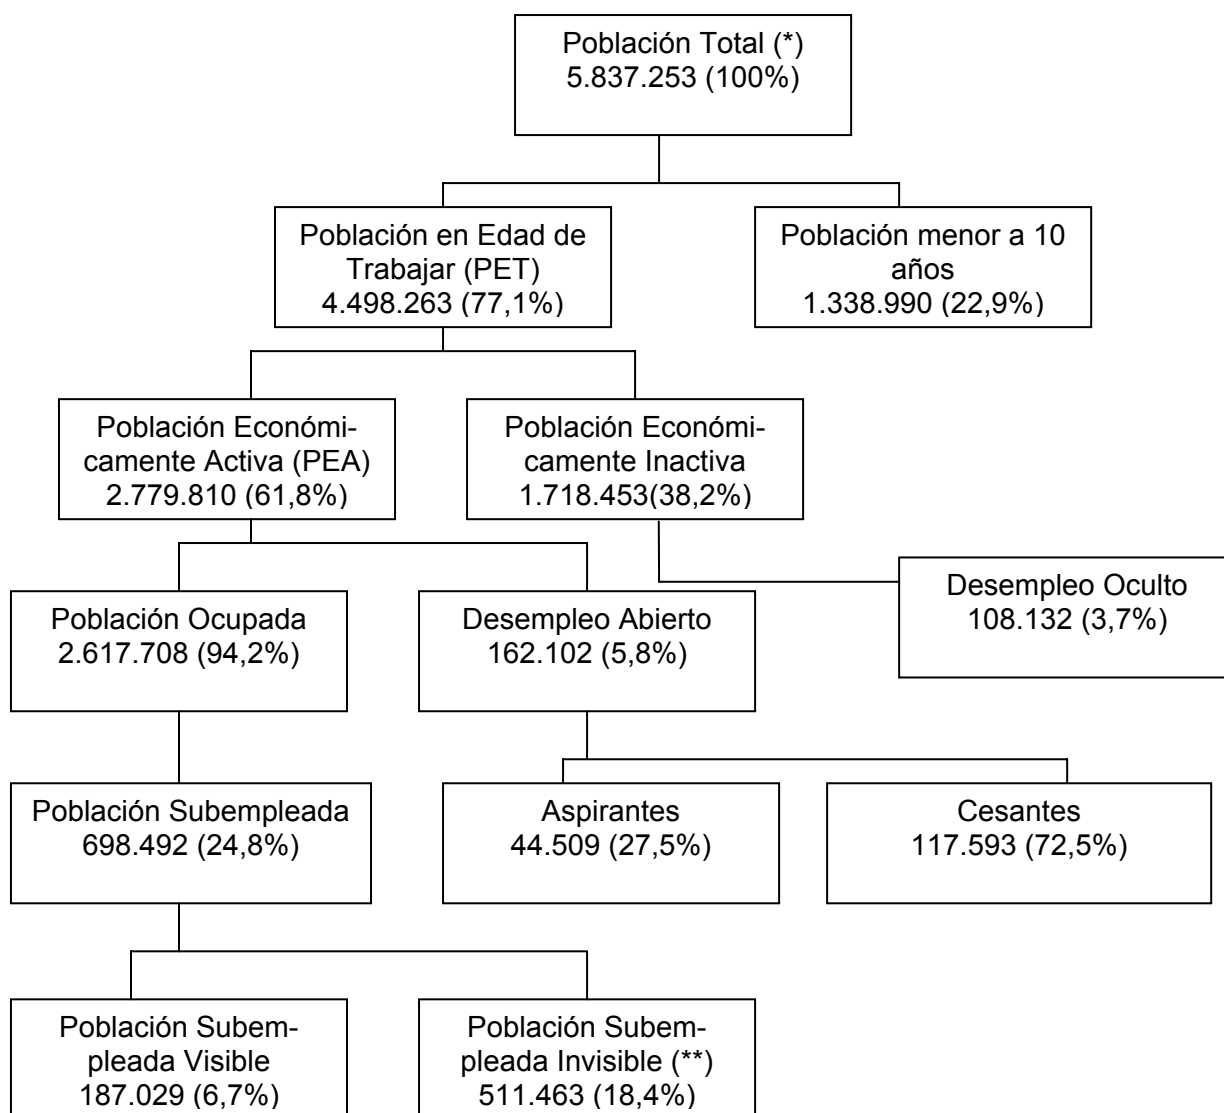 Población Total (*)
5.837.253 (100%)
Población en Edad de
Trabajar (PET)
4.498.263 (77,1%)
Población menor a 10
años
1.338.990 (22,9%)
Población Económi-
camente Activa (PEA)
2.779.810 (61,8%)
Población Económi-
camente Inactiva
1.718.453(38,2%)
Desempleo Oculto
108.132 (3,7%)
Población Ocupada
2.617.708 (94,2%)
Desempleo Abierto
162.102 (5,8%)
Población Subempleada
698.492 (24,8%)
Aspirantes
44.509 (27,5%)
Cesantes
117.593 (72,5%)
Población Subem-
pleada Visible
187.029 (6,7%)
Población Subem-
pleada Invisible (**)
511.463 (18,4%)